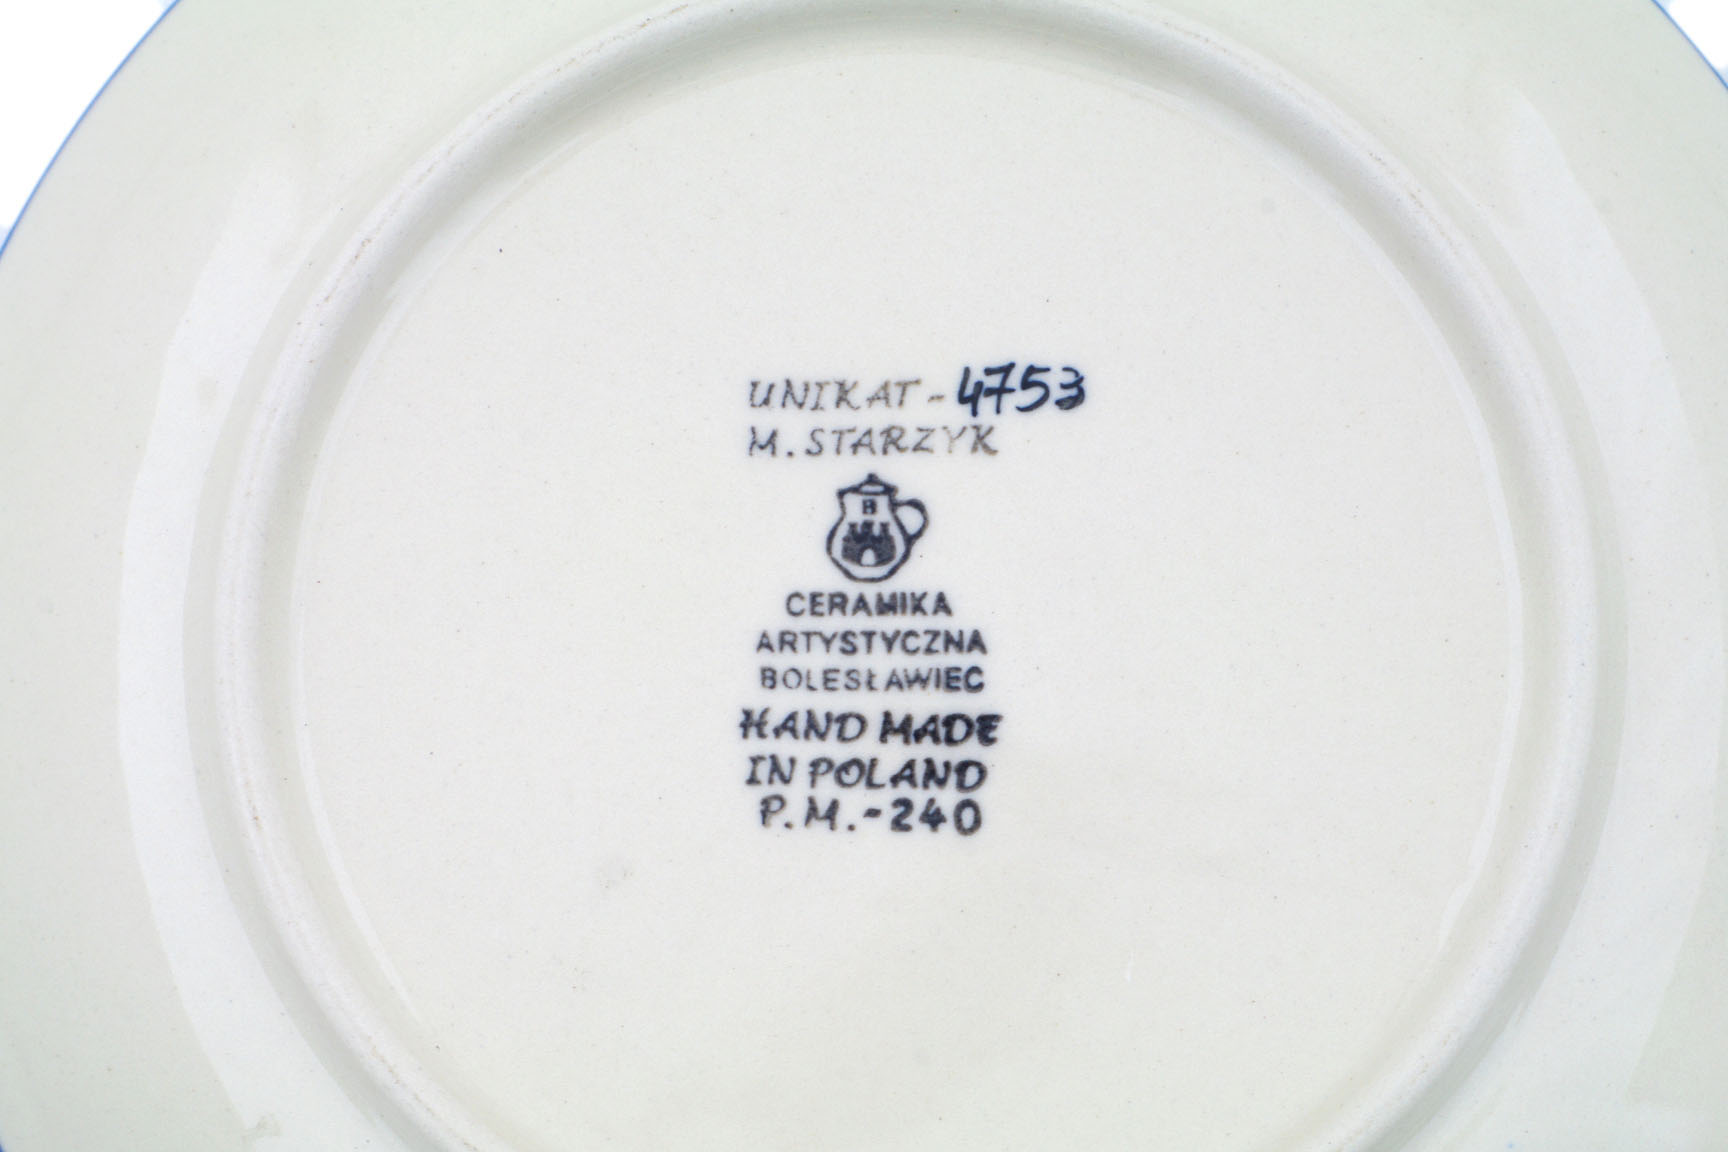 UNIKAT-4753
M. STARZYK
B
CERAMIKA
ARTYSTYCZNA
BOLESŁAWIEC
HAND MADE
IN POLAND
P.M.-240